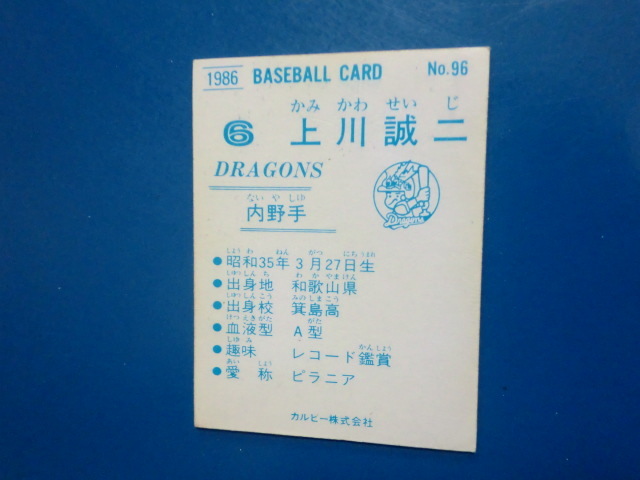 1986 BASEBALL CARD No.96
かみ かわ せい じ
⑥ 上川誠二
DRAGONS
ない や しゆ
内野手
Dragons
しょう わ ねん がつ にち うまれ
●昭和35年 3月27日生
しゅっ しん ち わ か やま けん
●出身地 和歌山県
しゅっ しん こう みの しま こう
●出身校 箕島高
けつ えき がた がた
●血液型 A型
しゆ み かん しょう
●趣味 レコード鑑賞
あい しょう
●愛称 ピラニア
カルビー株式会社